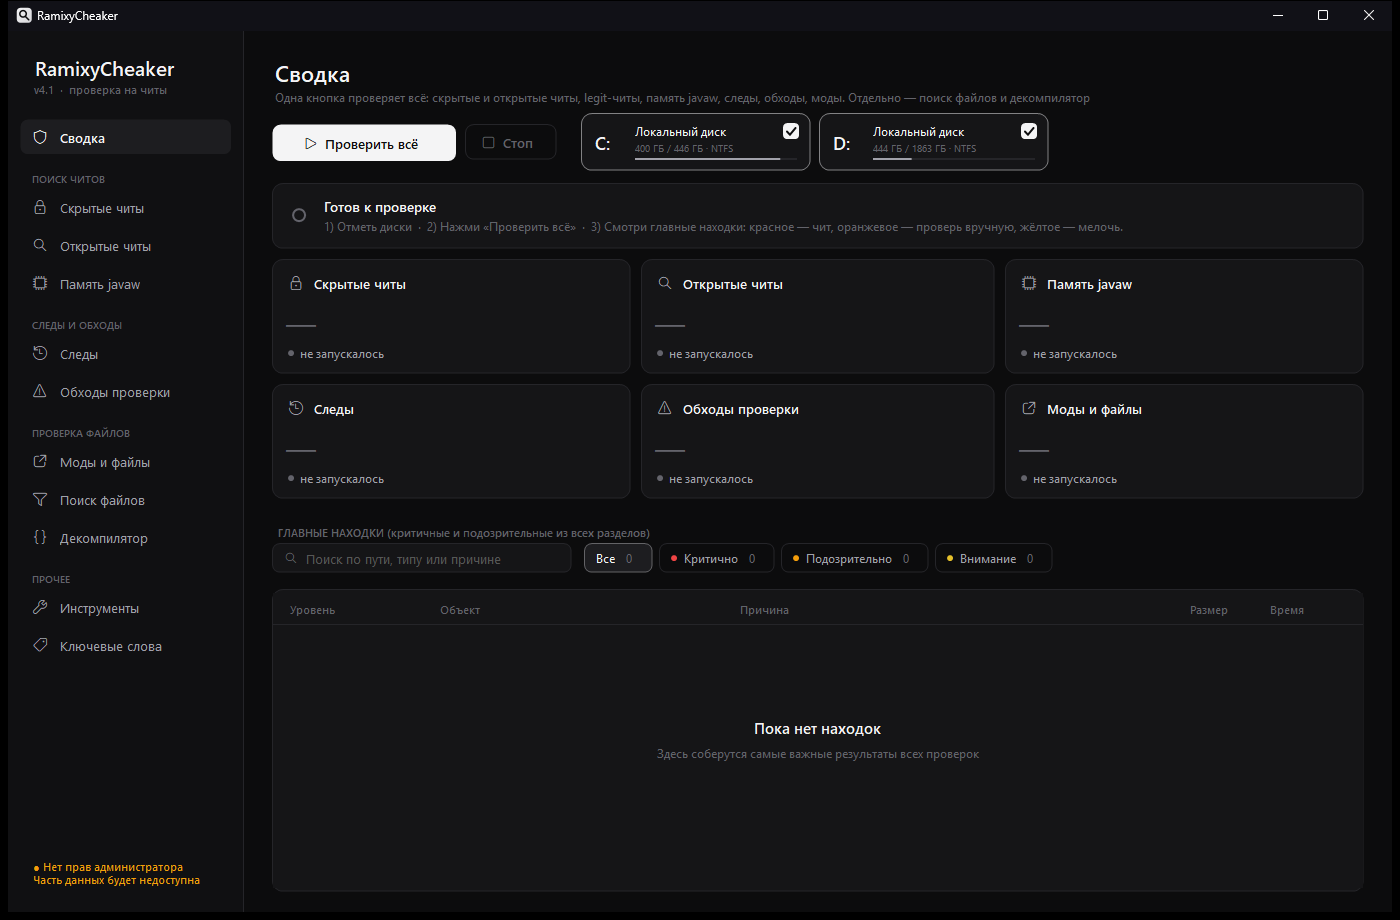 RamixyCheaker
RamixyCheaker
v4.1 · проверка на читы
Сводка
ПОИСК ЧИТОВ
Скрытые читы
Открытые читы
Память javaw
СЛЕДЫ И ОБХОДЫ
Следы
Обходы проверки
ПРОВЕРКА ФАЙЛОВ
Моды и файлы
Поиск файлов
{} Декомпилятор
ПРОЧЕЕ
Инструменты
Ключевые слова
● Нет прав администратора
Часть данных будет недоступна
Сводка
Одна кнопка проверяет всё: скрытые и открытые читы, legit-читы, память javaw, следы, обходы, моды. Отдельно — поиск файлов и декомпилятор
Проверить всё
Стоп
C:
Локальный диск
400 ГБ / 446 ГБ · NTFS
D:
Локальный диск
444 ГБ / 1863 ГБ · NTFS
Готов к проверке
1) Отметь диски · 2) Нажми «Проверить всё» · 3) Смотри главные находки: красное — чит, оранжевое — проверь вручную, жёлтое — мелочь.
Скрытые читы
—
не запускалось
Открытые читы
—
не запускалось
Память javaw
—
не запускалось
Следы
—
не запускалось
Обходы проверки
—
не запускалось
Моды и файлы
—
не запускалось
ГЛАВНЫЕ НАХОДКИ (критичные и подозрительные из всех разделов)
Поиск по пути, типу или причине
Все 0
Критично 0
Подозрительно 0
Внимание 0
Уровень Объект Причина Размер Время
Пока нет находок
Здесь соберутся самые важные результаты всех проверок